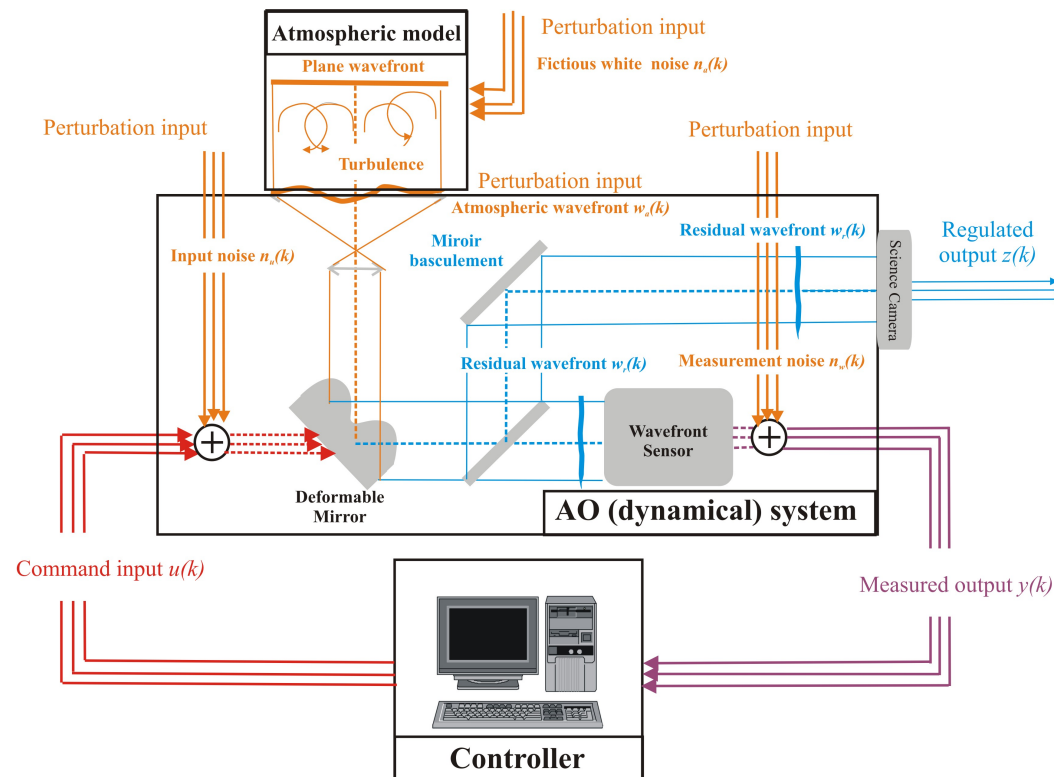 Atmospheric model
Plane wavefront
Turbulence
Perturbation input
Fictious white noise nₐ(k)
Perturbation input
Input noise nᵤ(k)
Perturbation input
Atmospheric wavefront wₐ(k)
Perturbation input
Miroir
basculement
Residual wavefront wᵣ(k)
Science Camera
Regulated
output z(k)
Residual wavefront wᵣ(k)
Measurement noise n_w(k)
Wavefront
Sensor
Deformable
Mirror
AO (dynamical) system
Command input u(k)
Measured output y(k)
Controller